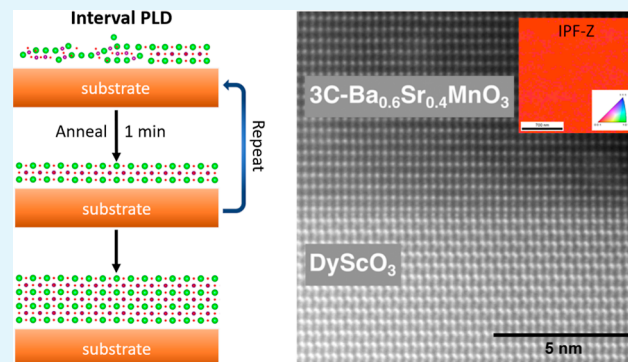 Interval PLD
substrate
Anneal 1 min
Repeat
substrate
substrate
IPF-Z
3C-Ba0.6Sr0.4MnO3
DyScO3
5 nm